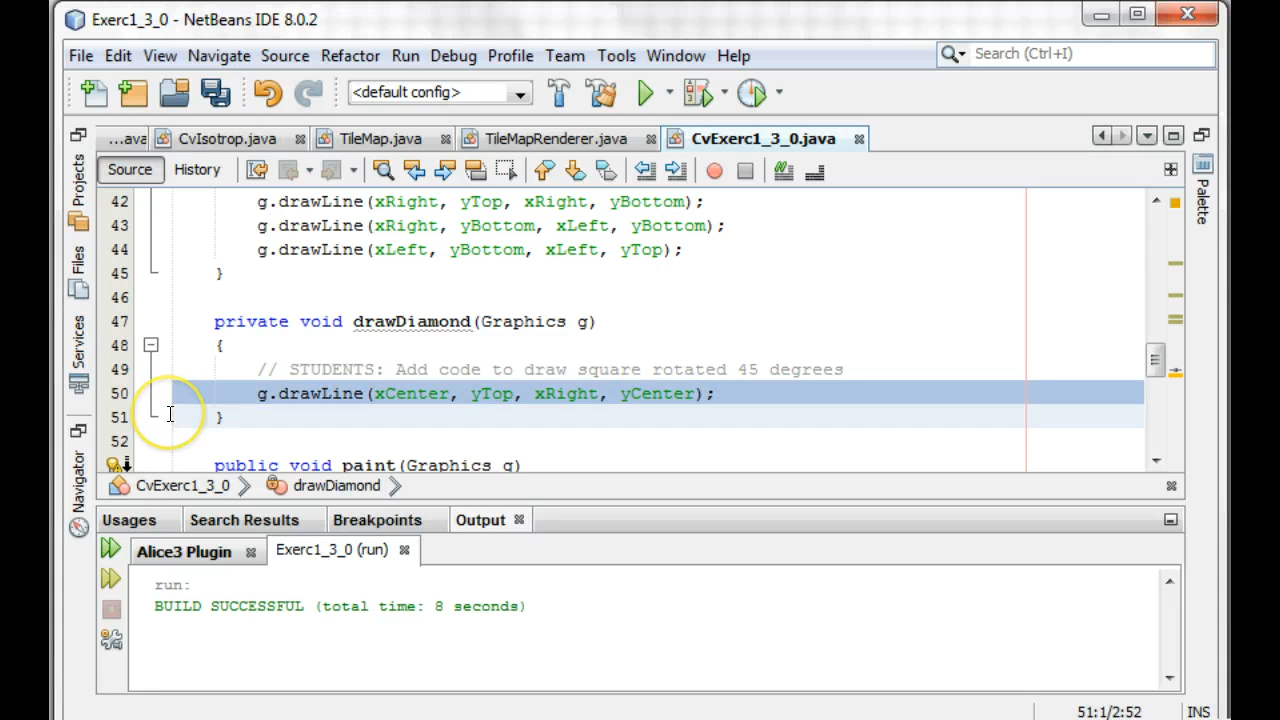 Exerc1_3_0 - NetBeans IDE 8.0.2
File Edit View Navigate Source Refactor Run Debug Profile Team Tools Window Help
Search (Ctrl+I)
<default config>
...ava CvIsotrop.java TileMap.java TileMapRenderer.java CvExerc1_3_0.java
Source History
Projects
Files
Services
Navigator
Palette
42 g.drawLine(xRight, yTop, xRight, yBottom);
43 g.drawLine(xRight, yBottom, xLeft, yBottom);
44 g.drawLine(xLeft, yBottom, xLeft, yTop);
45 }
46
47 private void drawDiamond(Graphics g)
48 {
49 // STUDENTS: Add code to draw square rotated 45 degrees
50 g.drawLine(xCenter, yTop, xRight, yCenter);
51 }
52
public void paint(Graphics g)
CvExerc1_3_0 drawDiamond
Usages Search Results Breakpoints Output
Alice3 Plugin Exerc1_3_0 (run)
run:
BUILD SUCCESSFUL (total time: 8 seconds)
51:1/2:52 INS